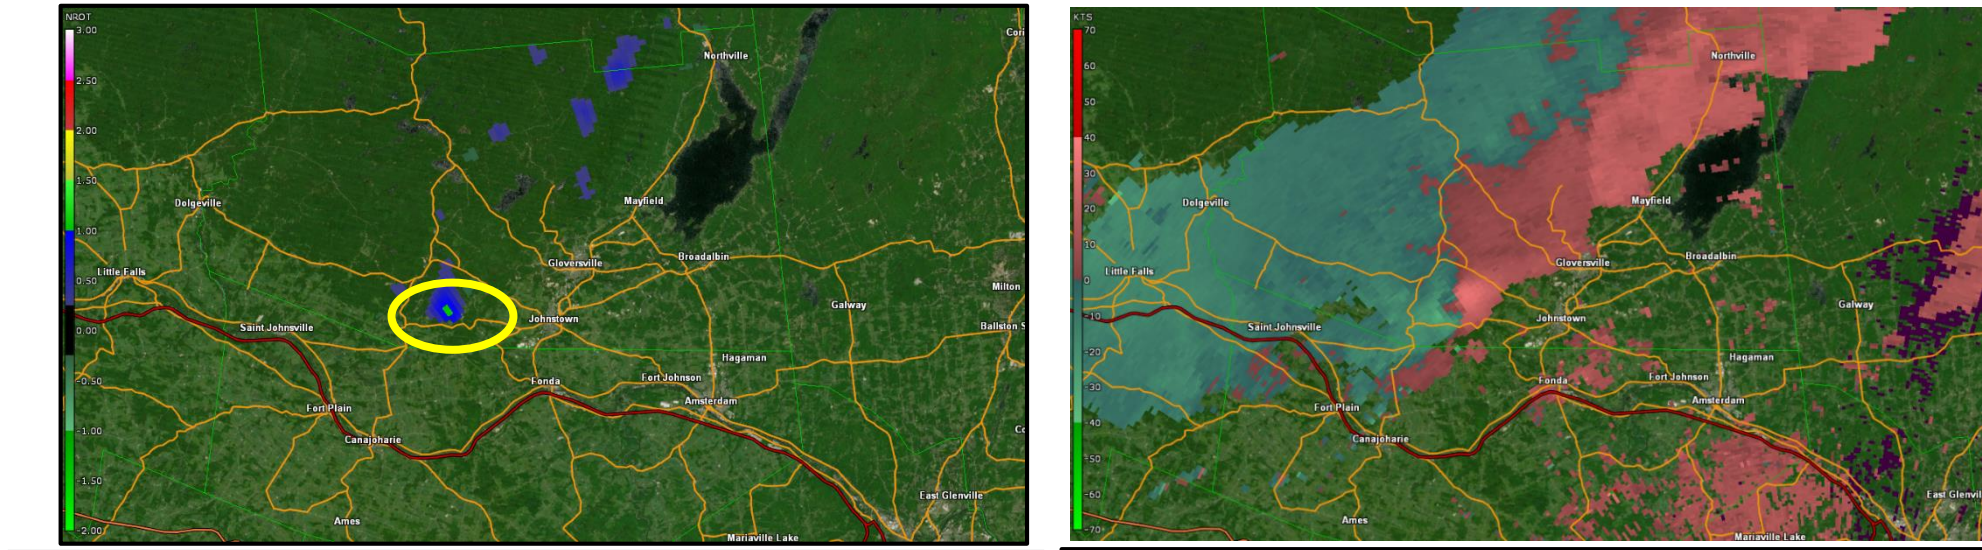 NROT
3.00
2.50
2.00
1.50
1.00
0.50
0.00
-0.50
-1.00
-1.50
-2.00
Northville
Cori
Dolgeville
Mayfield
Little Falls
Gloversville
Broadalbin
Milton
Galway
Saint Johnsville
Johnstown
Ballston S
Hagaman
Fonda
Fort Johnson
Amsterdam
Fort Plain
Canajoharie
Co
East Glenville
Ames
Mariaville Lake
KTS
70
60
50
40
30
20
10
0
-10
-20
-30
-40
-50
-60
-70
Northville
Dolgeville
Mayfield
Little Falls
Gloversville
Broadalbin
Galway
Saint Johnsville
Johnstown
Hagaman
Fonda
Fort Johnson
Amsterdam
Fort Plain
Canajoharie
East Glenvil
Ames
Mariaville Lake